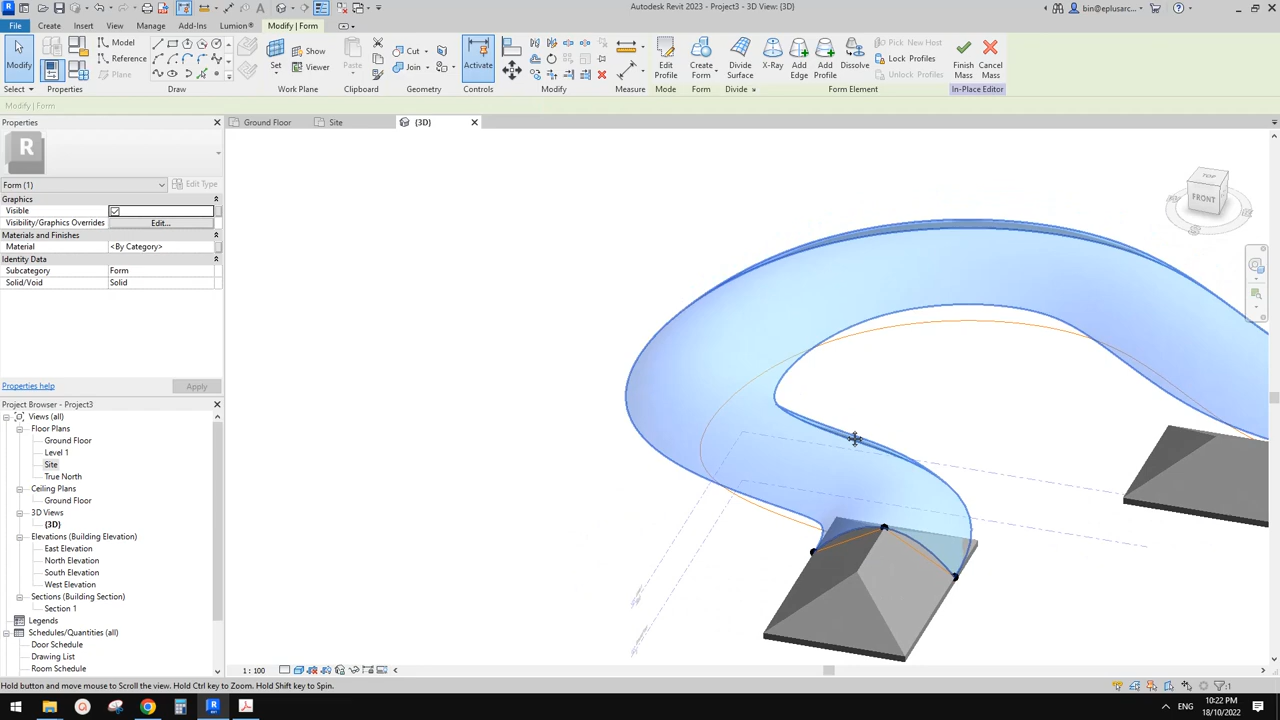 Autodesk Revit 2023 - Project3 - 3D View: {3D}
bin@eplusarc...
File
Create
Insert
View
Manage
Add-Ins
Lumion®
Modify | Form
Modify
Select
Properties
Model
Reference
Plane
Draw
Set
Show
Viewer
Work Plane
Paste
Clipboard
Cut
Join
Geometry
Activate
Controls
Modify
Measure
Edit Profile
Mode
Create Form
Form
Divide Surface
Divide
X-Ray
Add Edge
Add Profile
Dissolve
Pick New Host
Lock Profiles
Unlock Profiles
Form Element
Finish Mass
Cancel Mass
In-Place Editor
Modify | Form
Properties
Ground Floor
Site
{3D}
R
Form (1)
Edit Type
Graphics
Visible
Visibility/Graphics Overrides
Edit...
Materials and Finishes
Material
<By Category>
Identity Data
Subcategory
Form
Solid/Void
Solid
Properties help
Apply
Project Browser - Project3
Views (all)
Floor Plans
Ground Floor
Level 1
Site
True North
Ceiling Plans
Ground Floor
3D Views
{3D}
Elevations (Building Elevation)
East Elevation
North Elevation
South Elevation
West Elevation
Sections (Building Section)
Section 1
Legends
Schedules/Quantities (all)
Door Schedule
Drawing List
Room Schedule
TOP
FRONT
1 : 100
Hold button and move mouse to Scroll the view. Hold Ctrl key to Zoom. Hold Shift key to Spin.
:1
ENG
10:22 PM
18/10/2022